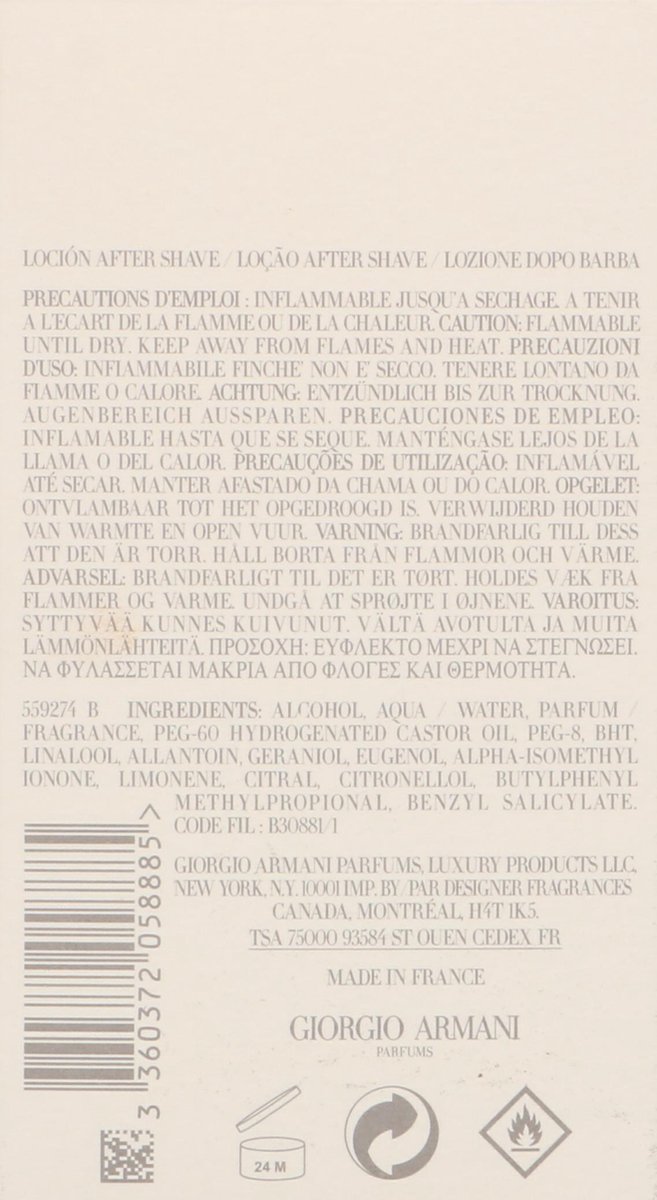 LOCIÓN AFTER SHAVE / LOÇÃO AFTER SHAVE / LOZIONE DOPO BARBA
PRECAUTIONS D'EMPLOI : INFLAMMABLE JUSQU'A SECHAGE. A TENIR
A L'ECART DE LA FLAMME OU DE LA CHALEUR. CAUTION: FLAMMABLE
UNTIL DRY. KEEP AWAY FROM FLAMES AND HEAT. PRECAUZIONI
D'USO: INFIAMMABILE FINCHE' NON E' SECCO. TENERE LONTANO DA
FIAMME O CALORE. ACHTUNG: ENTZÜNDLICH BIS ZUR TROCKNUNG.
AUGENBEREICH AUSSPAREN. PRECAUCIONES DE EMPLEO:
INFLAMABLE HASTA QUE SE SEQUE. MANTÉNGASE LEJOS DE LA
LLAMA O DEL CALOR. PRECAUÇÕES DE UTILIZAÇÃO: INFLAMÁVEL
ATÉ SECAR. MANTER AFASTADO DA CHAMA OU DO CALOR. OPGELET:
ONTVLAMBAAR TOT HET OPGEDROOGD IS. VERWIJDERD HOUDEN
VAN WARMTE EN OPEN VUUR. VARNING: BRANDFARLIG TILL DESS
ATT DEN ÄR TORR. HÅLL BORTA FRÅN FLAMMOR OCH VÄRME.
ADVARSEL: BRANDFARLIGT TIL DET ER TØRT. HOLDES VÆK FRA
FLAMMER OG VARME. UNDGÅ AT SPRØJTE I ØJNENE. VAROITUS:
SYTTYVÄÄ KUNNES KUIVUNUT. VÄLTÄ AVOTULTA JA MUITA
LÄMMÖNLÄHTEITÄ. ΠΡΟΣΟΧΗ: ΕΥΦΛΕΚΤΟ ΜΕΧΡΙ ΝΑ ΣΤΕΓΝΩΣΕΙ.
ΝΑ ΦΥΛΑΣΣΕΤΑΙ ΜΑΚΡΙΑ ΑΠΟ ΦΛΟΓΕΣ ΚΑΙ ΘΕΡΜΟΤΗΤΑ.
559274 B INGREDIENTS: ALCOHOL, AQUA / WATER, PARFUM /
FRAGRANCE, PEG-60 HYDROGENATED CASTOR OIL, PEG-8, BHT,
LINALOOL, ALLANTOIN, GERANIOL, EUGENOL, ALPHA-ISOMETHYL
IONONE, LIMONENE, CITRAL, CITRONELLOL, BUTYLPHENYL
METHYLPROPIONAL, BENZYL SALICYLATE.
CODE FIL : B30881/1
GIORGIO ARMANI PARFUMS, LUXURY PRODUCTS LLC,
NEW YORK, N.Y. 10001 IMP. BY/PAR DESIGNER FRAGRANCES
CANADA, MONTRÉAL, H4T 1K5.
TSA 75000 93584 ST OUEN CEDEX FR
MADE IN FRANCE
GIORGIO ARMANI
PARFUMS
3 360372 058885 >
24 M